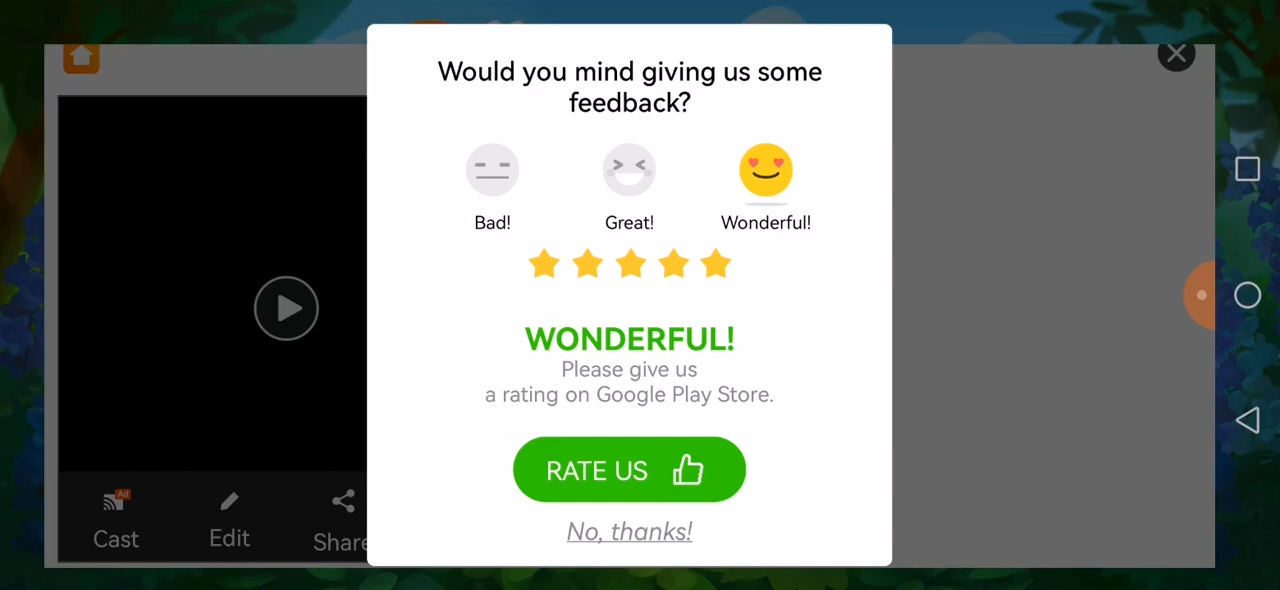 Would you mind giving us some
feedback?
Bad!
Great!
Wonderful!
WONDERFUL!
Please give us
a rating on Google Play Store.
RATE US
No, thanks!
Ad
Cast
Edit
Share